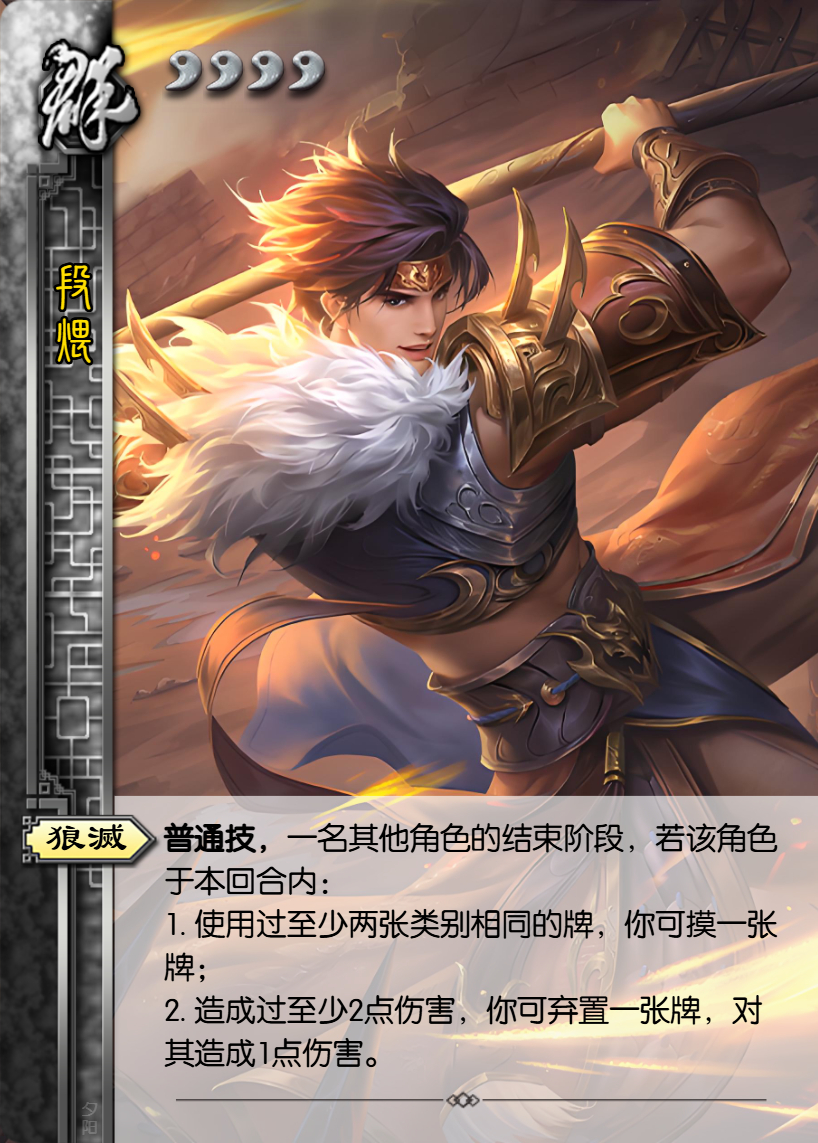 群
段煨
狼滅
普通技，一名其他角色的结束阶段，若该角色
于本回合内：
1. 使用过至少两张类别相同的牌，你可摸一张
牌；
2. 造成过至少2点伤害，你可弃置一张牌，对
其造成1点伤害。
夕阳